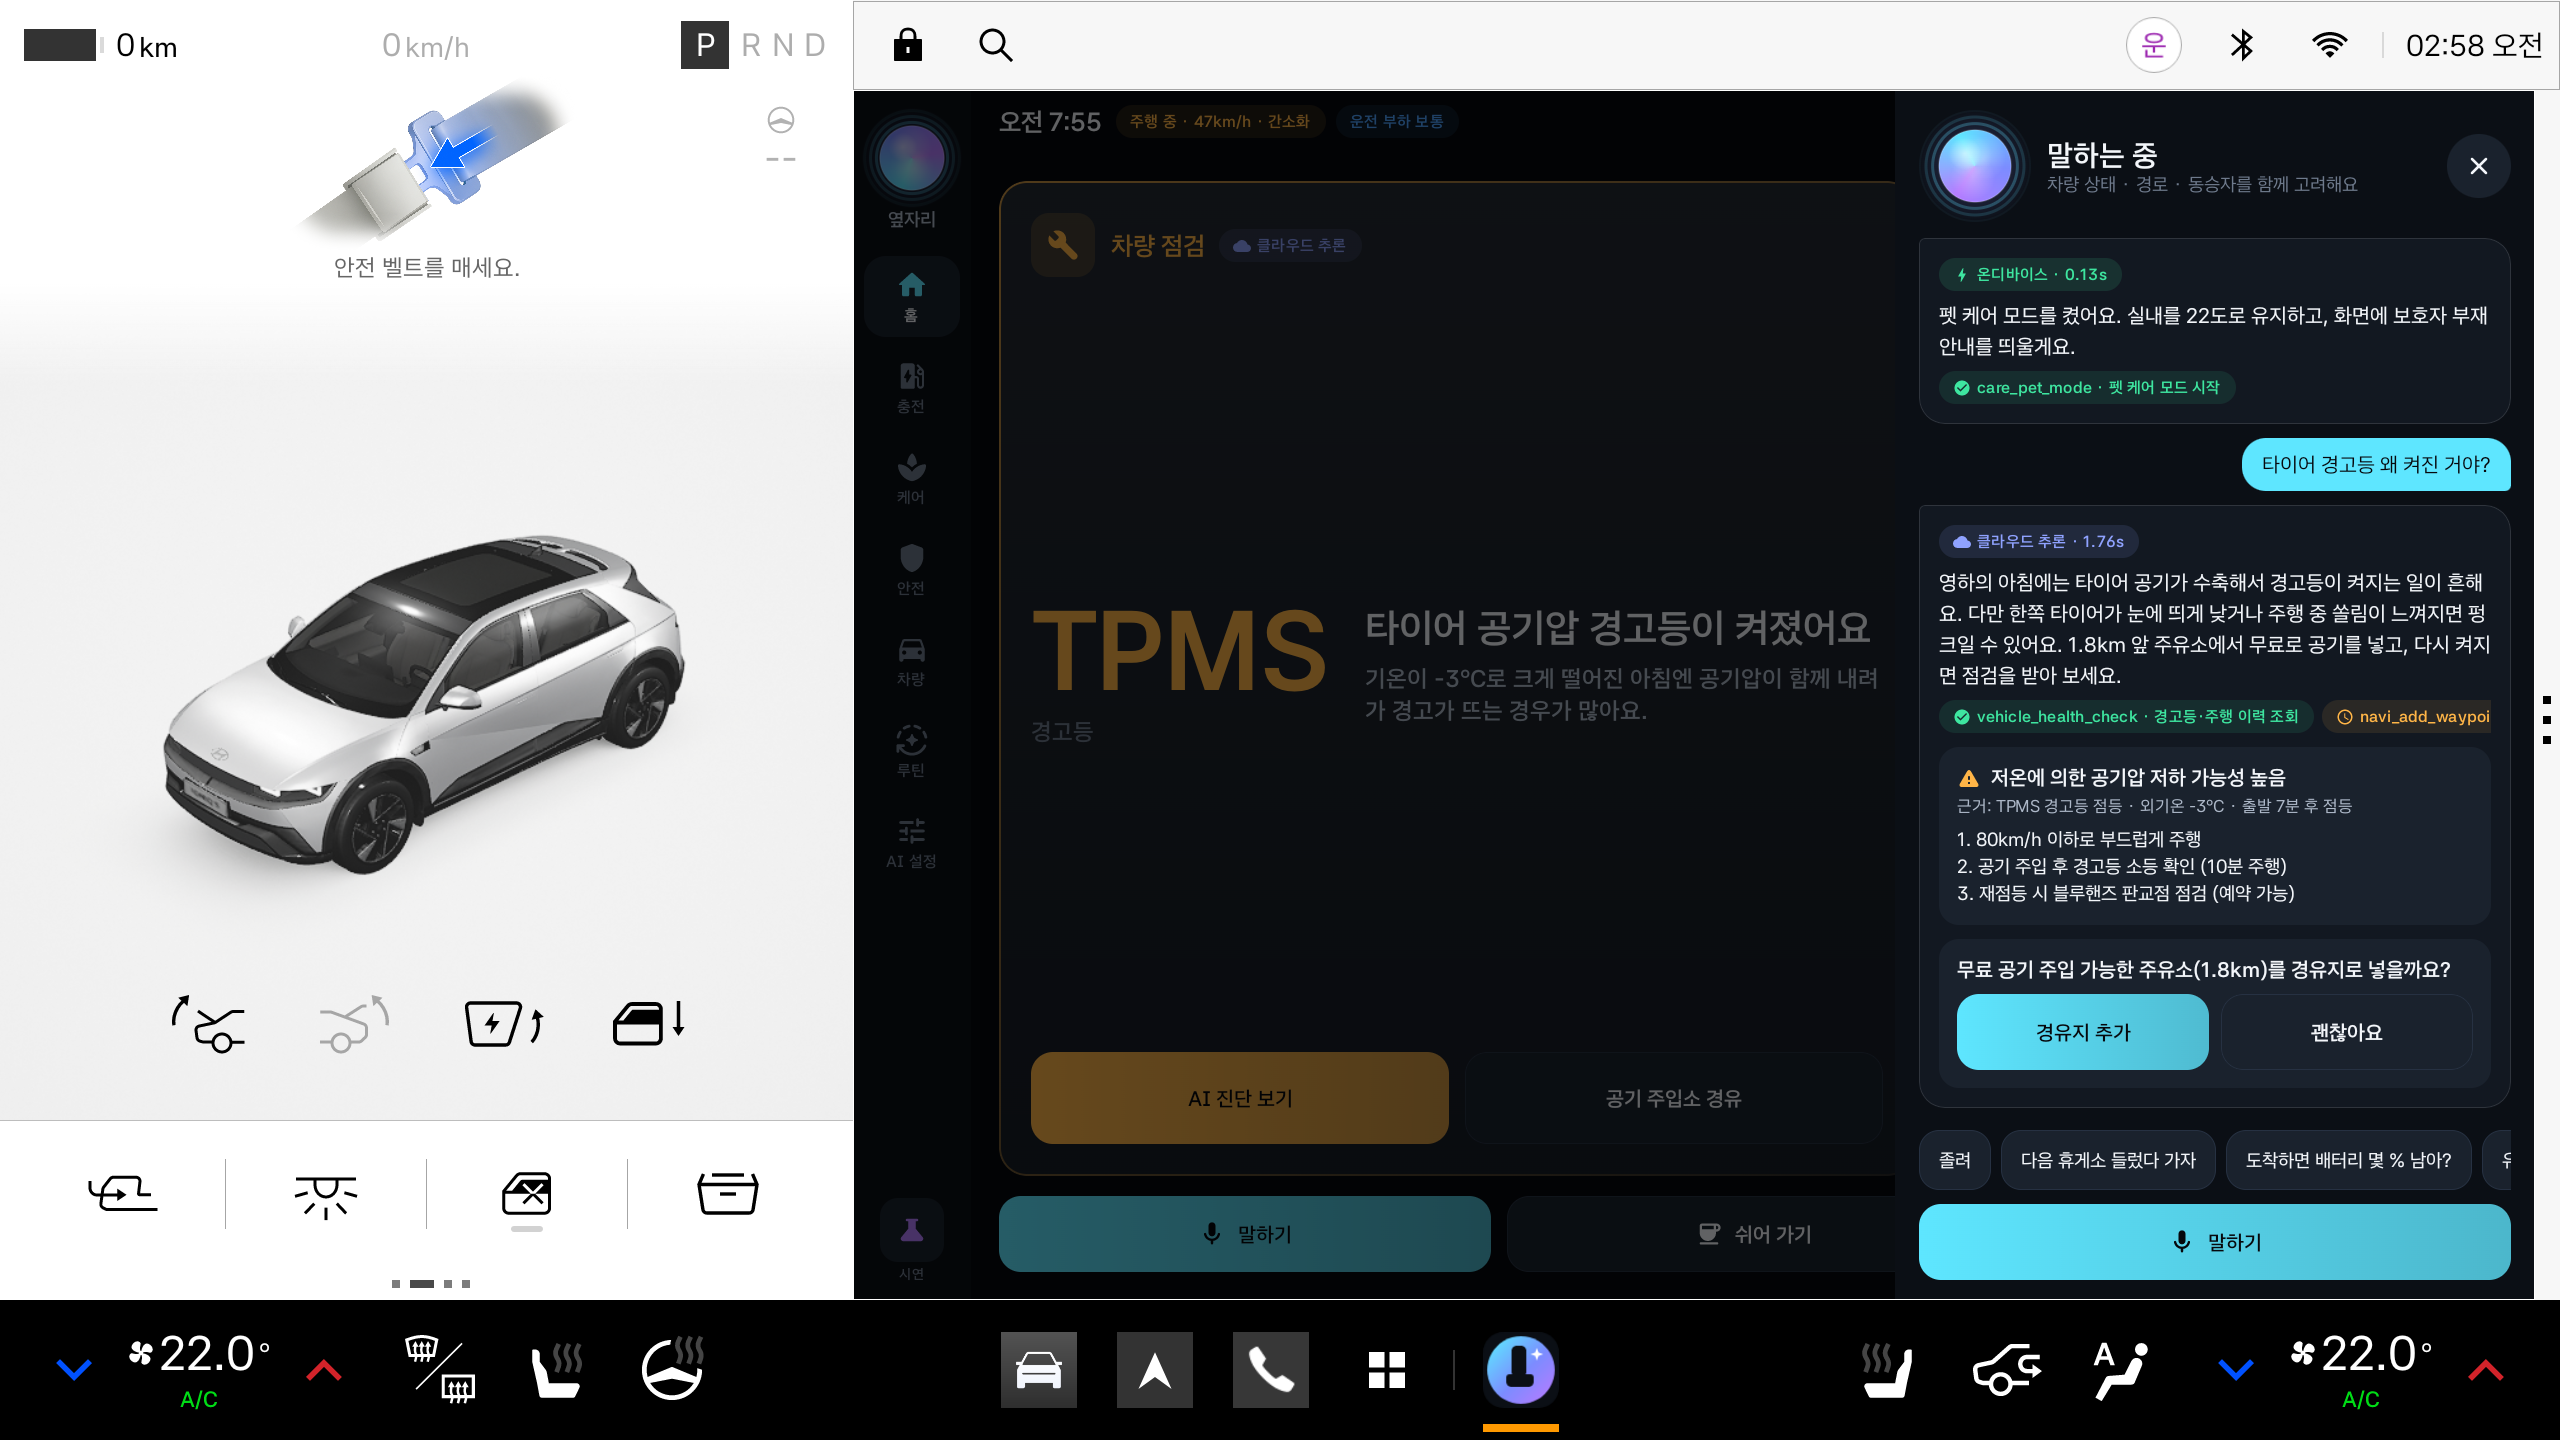 0 km
0 km/h
P R N D
안전 벨트를 매세요.
운
02:58 오전
오전 7:55
주행 중 · 47km/h · 간소화
운전 부하 보통
옆자리
홈
충전
케어
안전
차량
루틴
AI 설정
시연
차량 점검
클라우드 추론
TPMS
경고등
타이어 공기압 경고등이 켜졌어요
기온이 -3°C로 크게 떨어진 아침엔 공기압이 함께 내려
가 경고가 뜨는 경우가 많아요.
AI 진단 보기
공기 주입소 경유
말하기
쉬어 가기
말하는 중
차량 상태 · 경로 · 동승자를 함께 고려해요
온디바이스 · 0.13s
펫 케어 모드를 켰어요. 실내를 22도로 유지하고, 화면에 보호자 부재
안내를 띄울게요.
care_pet_mode · 펫 케어 모드 시작
타이어 경고등 왜 켜진 거야?
클라우드 추론 · 1.76s
영하의 아침에는 타이어 공기가 수축해서 경고등이 켜지는 일이 흔해
요. 다만 한쪽 타이어가 눈에 띄게 낮거나 주행 중 쏠림이 느껴지면 펑
크일 수 있어요. 1.8km 앞 주유소에서 무료로 공기를 넣고, 다시 켜지
면 점검을 받아 보세요.
vehicle_health_check · 경고등·주행 이력 조회
navi_add_waypoi
저온에 의한 공기압 저하 가능성 높음
근거: TPMS 경고등 점등 · 외기온 -3°C · 출발 7분 후 점등
1. 80km/h 이하로 부드럽게 주행
2. 공기 주입 후 경고등 소등 확인 (10분 주행)
3. 재점등 시 블루핸즈 판교점 점검 (예약 가능)
무료 공기 주입 가능한 주유소(1.8km)를 경유지로 넣을까요?
경유지 추가
괜찮아요
졸려
다음 휴게소 들렀다 가자
도착하면 배터리 몇 % 남아?
말하기
22.0°
A/C
A
22.0°
A/C